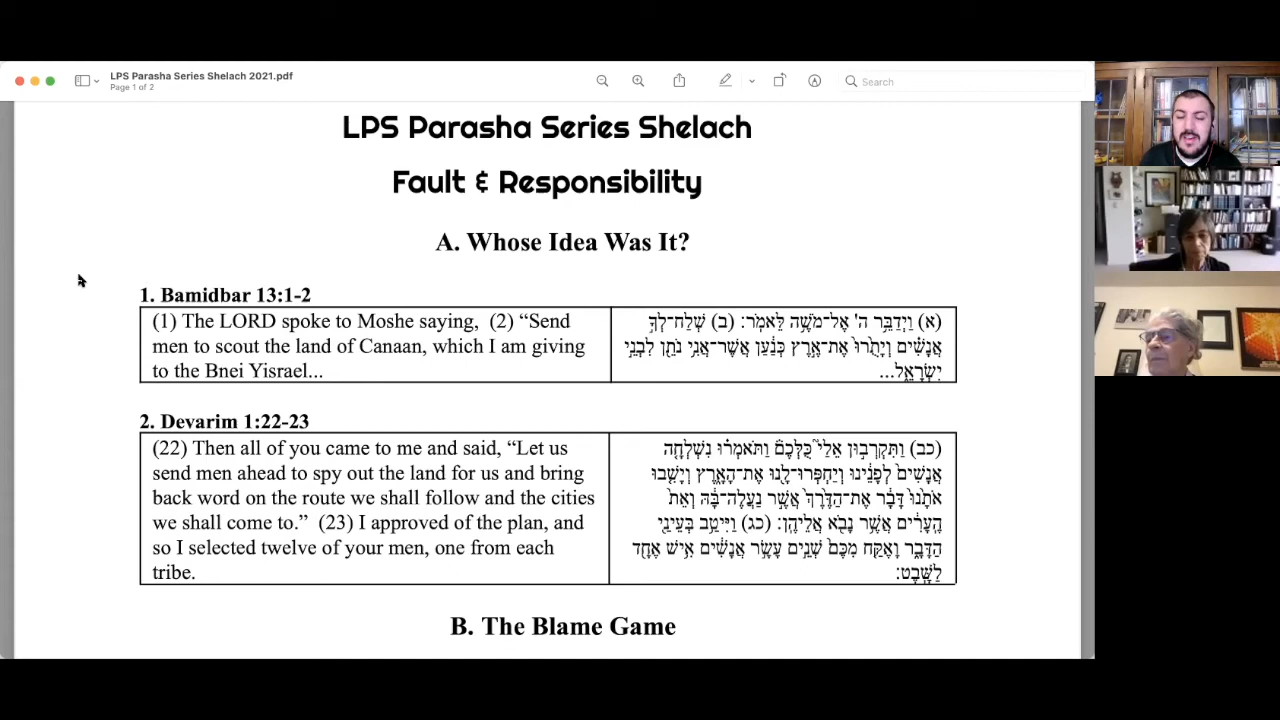 LPS Parasha Series Shelach 2021.pdf
Page 1 of 2
Search
LPS Parasha Series Shelach
Fault & Responsibility
A. Whose Idea Was It?
1. Bamidbar 13:1-2
(1) The LORD spoke to Moshe saying,  (2) “Send
men to scout the land of Canaan, which I am giving
to the Bnei Yisrael...
(א) וַיְדַבֵּ֥ר ה' אֶל־מֹשֶׁ֥ה לֵּאמֹֽר׃ (ב) שְׁלַח־לְךָ֣
אֲנָשִׁ֗ים וְיָתֻ֙רוּ֙ אֶת־אֶ֣רֶץ כְּנַ֔עַן אֲשֶׁר־אֲנִ֥י נֹתֵ֖ן לִבְנֵ֣י
יִשְׂרָאֵ֑ל...
2. Devarim 1:22-23
(22) Then all of you came to me and said, “Let us
send men ahead to spy out the land for us and bring
back word on the route we shall follow and the cities
we shall come to.”  (23) I approved of the plan, and
so I selected twelve of your men, one from each
tribe.
(כב) וַתִּקְרְב֣וּן אֵלַי֮ כֻּלְּכֶם֒ וַתֹּאמְר֗וּ נִשְׁלְחָ֤ה
אֲנָשִׁים֙ לְפָנֵ֔ינוּ וְיַחְפְּרוּ־לָ֖נוּ אֶת־הָאָ֑רֶץ וְיָשִׁ֤בוּ
אֹתָ֙נוּ֙ דָּבָ֔ר אֶת־הַדֶּ֙רֶךְ֙ אֲשֶׁ֣ר נַעֲלֶה־בָּ֔הּ וְאֵת֙
הֶֽעָרִ֔ים אֲשֶׁ֥ר נָבֹ֖א אֲלֵיהֶֽן׃ (כג) וַיִּיטַ֥ב בְּעֵינַ֖י
הַדָּבָ֑ר וָאֶקַּ֤ח מִכֶּם֙ שְׁנֵ֣ים עָשָׂ֣ר אֲנָשִׁ֔ים אִ֥ישׁ אֶחָ֖ד
לַשָּֽׁבֶט׃
B. The Blame Game